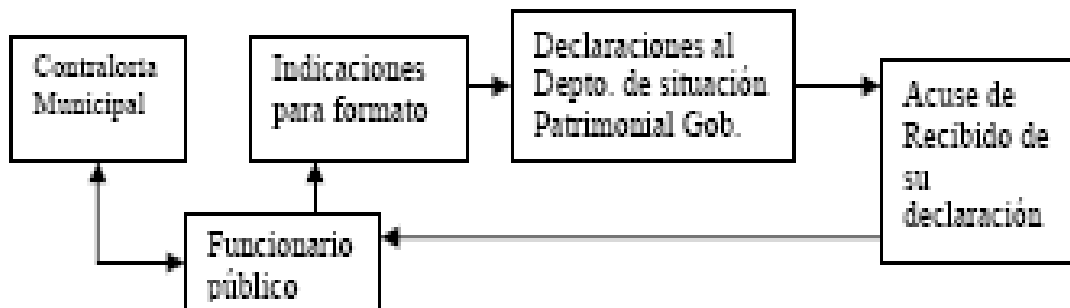 Contraloría
Municipal
Indicaciones
para formato
Declaraciones al
Depto. de situación
Patrimonial Gob.
Acuse de
Recibido de
su
declaración
Funcionario
público